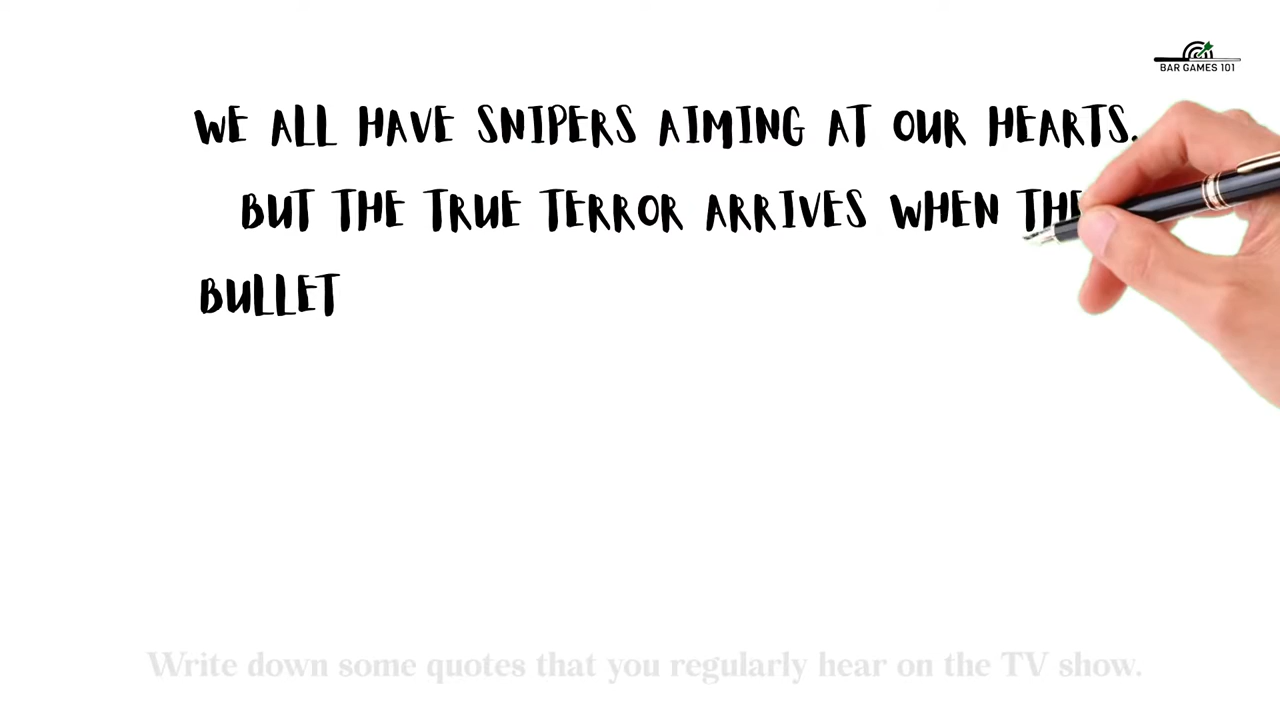 BAR GAMES 101
WE ALL HAVE SNIPERS AIMING AT OUR HEARTS.
BUT THE TRUE TERROR ARRIVES WHEN THE
BULLET
Write down some quotes that you regularly hear on the TV show.